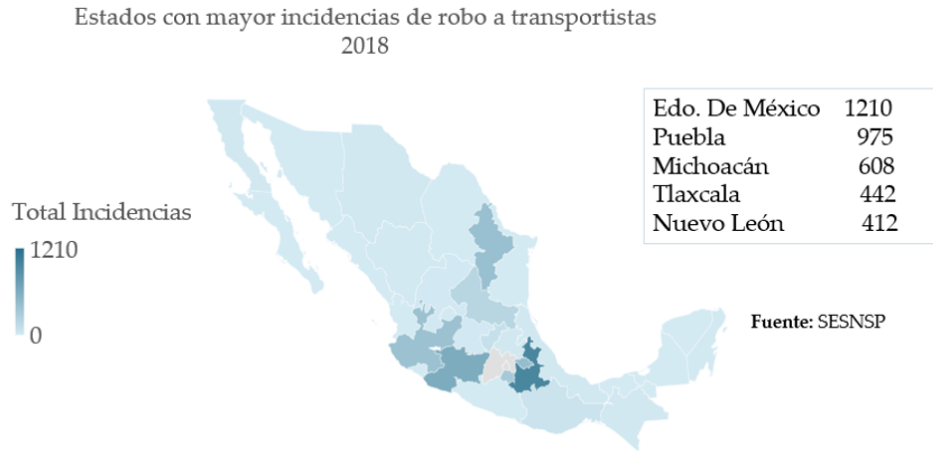 Estados con mayor incidencias de robo a transportistas
2018
Edo. De México 1210
Puebla 975
Michoacán 608
Tlaxcala 442
Nuevo León 412
Total Incidencias
1210
0
Fuente: SESNSP